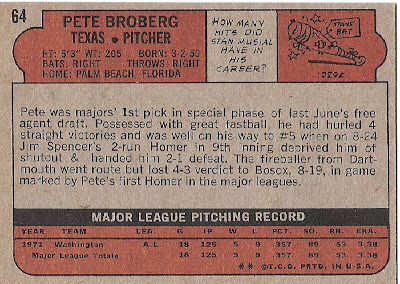 64
PETE BROBERG
TEXAS • PITCHER
HT: 6'3" WT: 205 BORN: 3-2-50
BATS: RIGHT THROWS: RIGHT
HOME: PALM BEACH, FLORIDA
HOW MANY
HITS DID
STAN MUSIAL
HAVE IN
HIS
CAREER?
STAN'S
BAT
3630.
Pete was majors' 1st pick in special phase of last June's free
agent draft. Possessed with great fastball, he had hurled 4
straight victories and was well on his way to #5 when on 8-24
Jim Spencer's 2-run Homer in 9th inning deprived him of
shutout & handed him 2-1 defeat. The fireballer from Dart-
mouth went route but lost 4-3 verdict to Bosox, 8-19, in game
marked by Pete's first Homer in the major leagues.
MAJOR LEAGUE PITCHING RECORD
YEAR TEAM LEA. G IP W L PCT. SO BB ERA.
1971 Washington A.L. 18 125 5 9 .357 89 53 3.38
Major League Totals 18 125 5 9 .357 89 53 3.38
** ©T.C.G. PRTD. IN U.S.A.